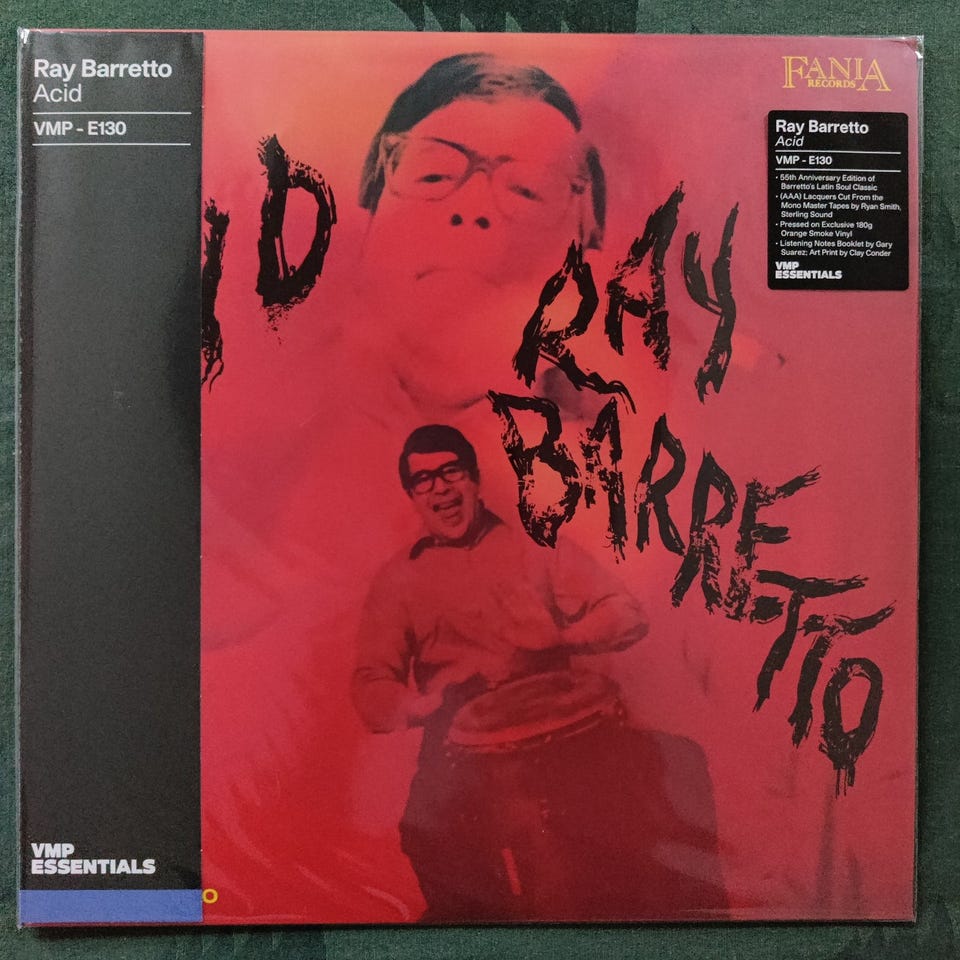 Ray Barretto
Acid
VMP - E130
VMP
ESSENTIALS
ID
RAY
BARRETTO
O
FANIA
RECORDS
Ray Barretto
Acid
VMP - E130
• 55th Anniversary Edition of
Barretto's Latin Soul Classic
• (AAA) Lacquers Cut From the
Mono Master Tapes by Ryan Smith,
Sterling Sound
• Pressed on Exclusive 180g
Orange Smoke Vinyl
• Listening Notes Booklet by Gary
Suarez; Art Print by Clay Conder
VMP
ESSENTIALS